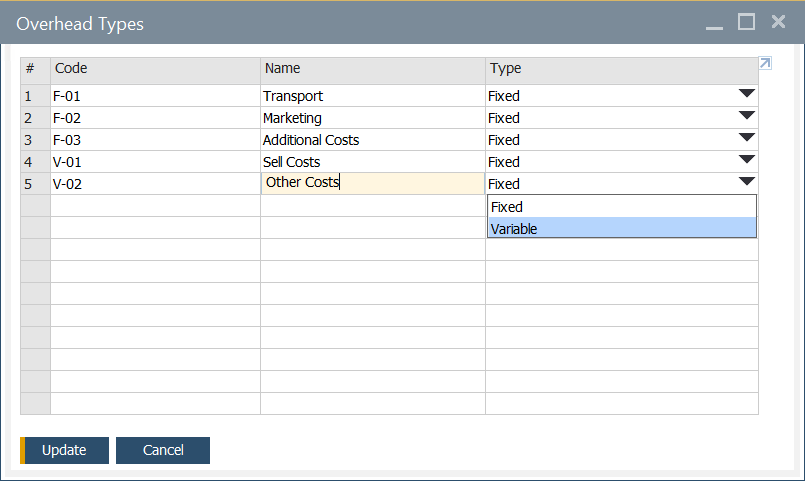 Overhead Types
# Code Name Type
1 F-01 Transport Fixed
2 F-02 Marketing Fixed
3 F-03 Additional Costs Fixed
4 V-01 Sell Costs Fixed
5 V-02 Other Costs Fixed
Fixed
Variable
Update Cancel